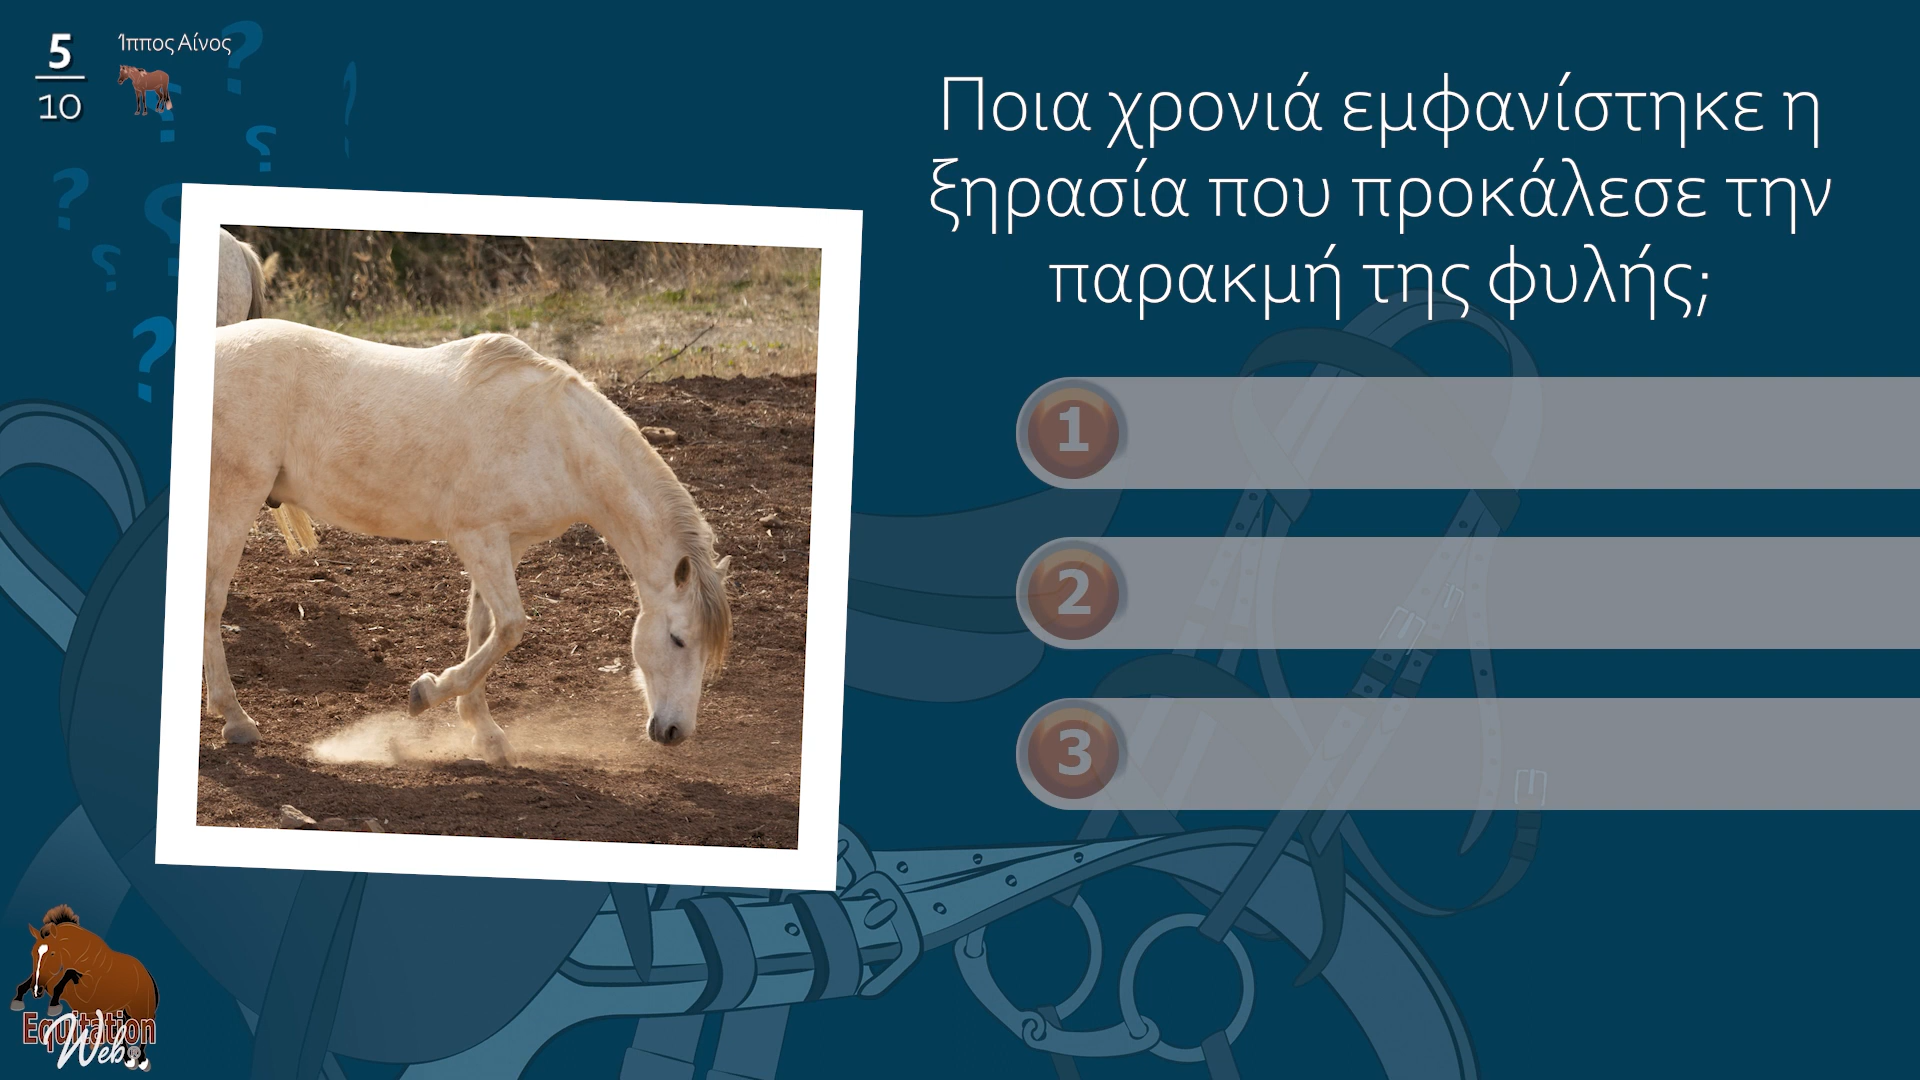 5
10
Ίππος Αίνος
Ποια χρονιά εμφανίστηκε η
ξηρασία που προκάλεσε την
παρακμή της φυλής;
1
2
3
Equitation
Web